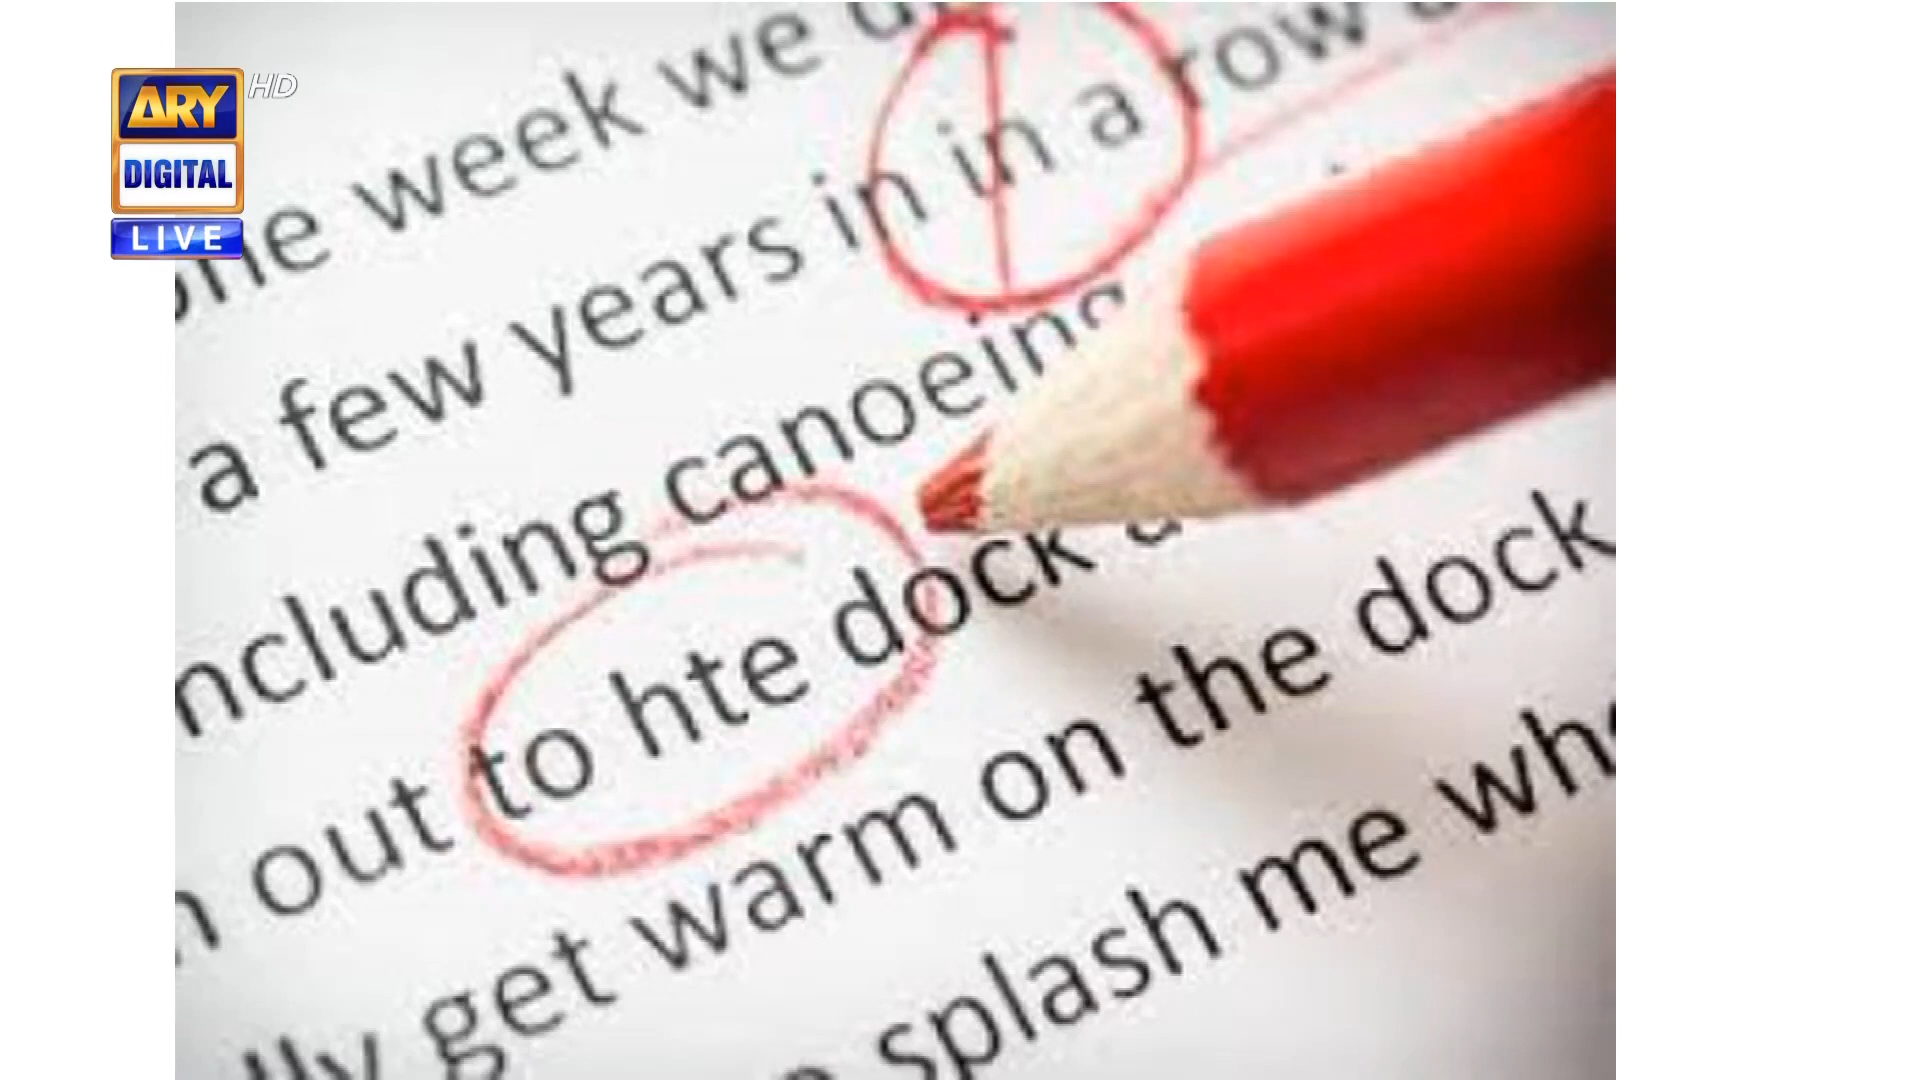 ARY HD
DIGITAL
LIVE
week we
a few years in in a row
canoeing
out to hte dock
get warm on the dock
splash me